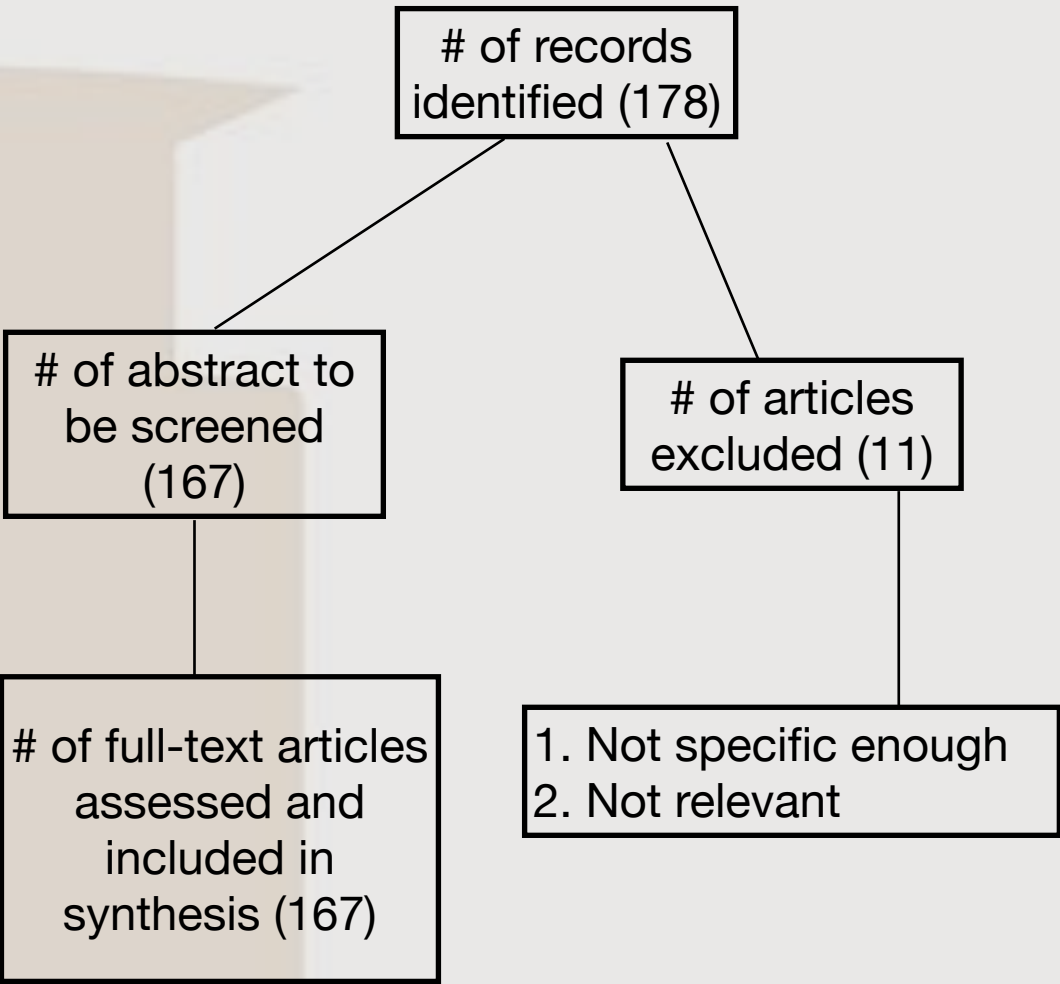 # of records
identified (178)
# of abstract to
be screened
(167)
# of articles
excluded (11)
# of full-text articles
assessed and
included in
synthesis (167)
1. Not specific enough
2. Not relevant